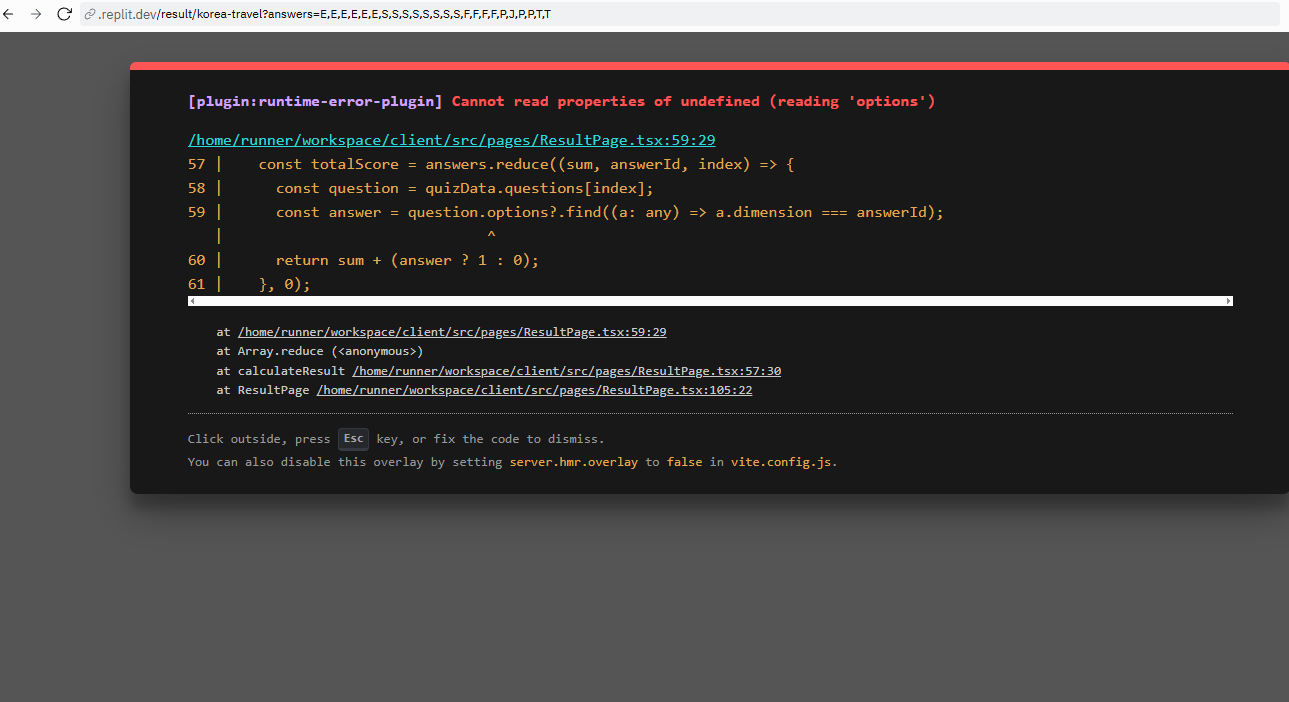 .replit.dev/result/korea-travel?answers=E,E,E,E,E,E,S,S,S,S,S,S,S,S,F,F,F,F,P,J,P,P,T,T
[plugin:runtime-error-plugin] Cannot read properties of undefined (reading 'options')
/home/runner/workspace/client/src/pages/ResultPage.tsx:59:29
57 |    const totalScore = answers.reduce((sum, answerId, index) => {
58 |      const question = quizData.questions[index];
59 |      const answer = question.options?.find((a: any) => a.dimension === answerId);
   |                             ^
60 |      return sum + (answer ? 1 : 0);
61 |    }, 0);
at /home/runner/workspace/client/src/pages/ResultPage.tsx:59:29
at Array.reduce (<anonymous>)
at calculateResult /home/runner/workspace/client/src/pages/ResultPage.tsx:57:30
at ResultPage /home/runner/workspace/client/src/pages/ResultPage.tsx:105:22
Click outside, press Esc key, or fix the code to dismiss.
You can also disable this overlay by setting server.hmr.overlay to false in vite.config.js.